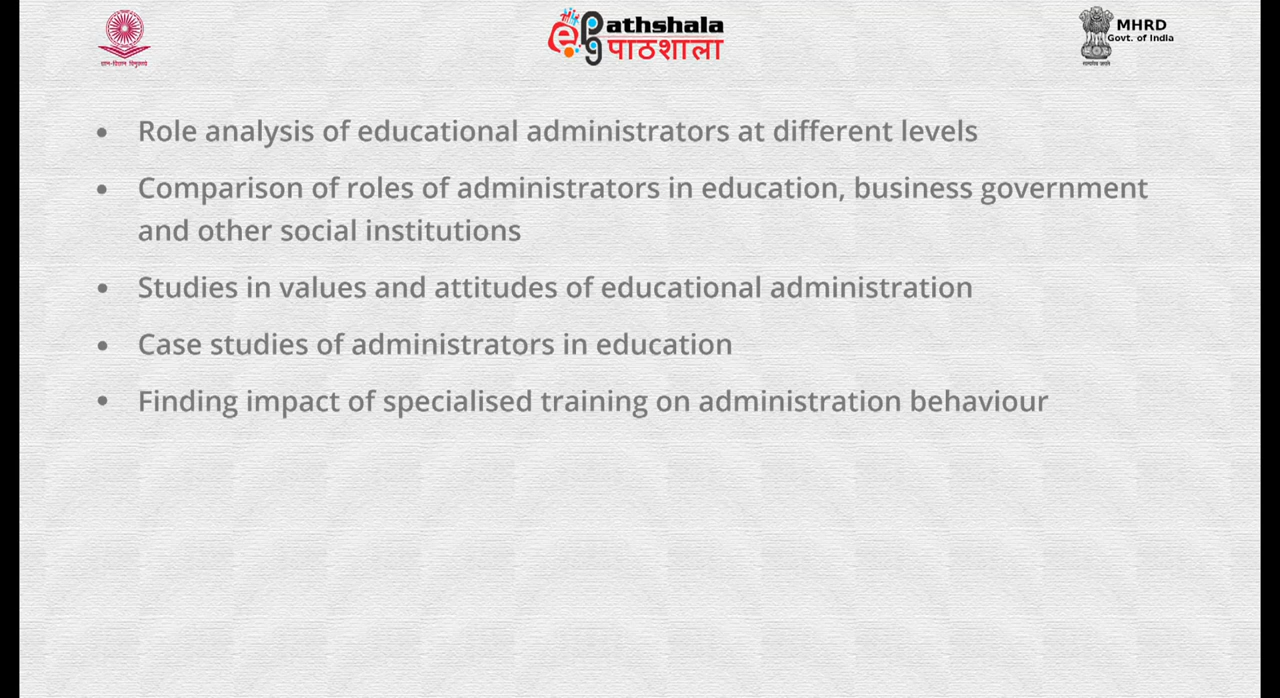 Pathshala
पाठशाला
MHRD
Govt. of India
• Role analysis of educational administrators at different levels
• Comparison of roles of administrators in education, business government
and other social institutions
• Studies in values and attitudes of educational administration
• Case studies of administrators in education
• Finding impact of specialised training on administration behaviour